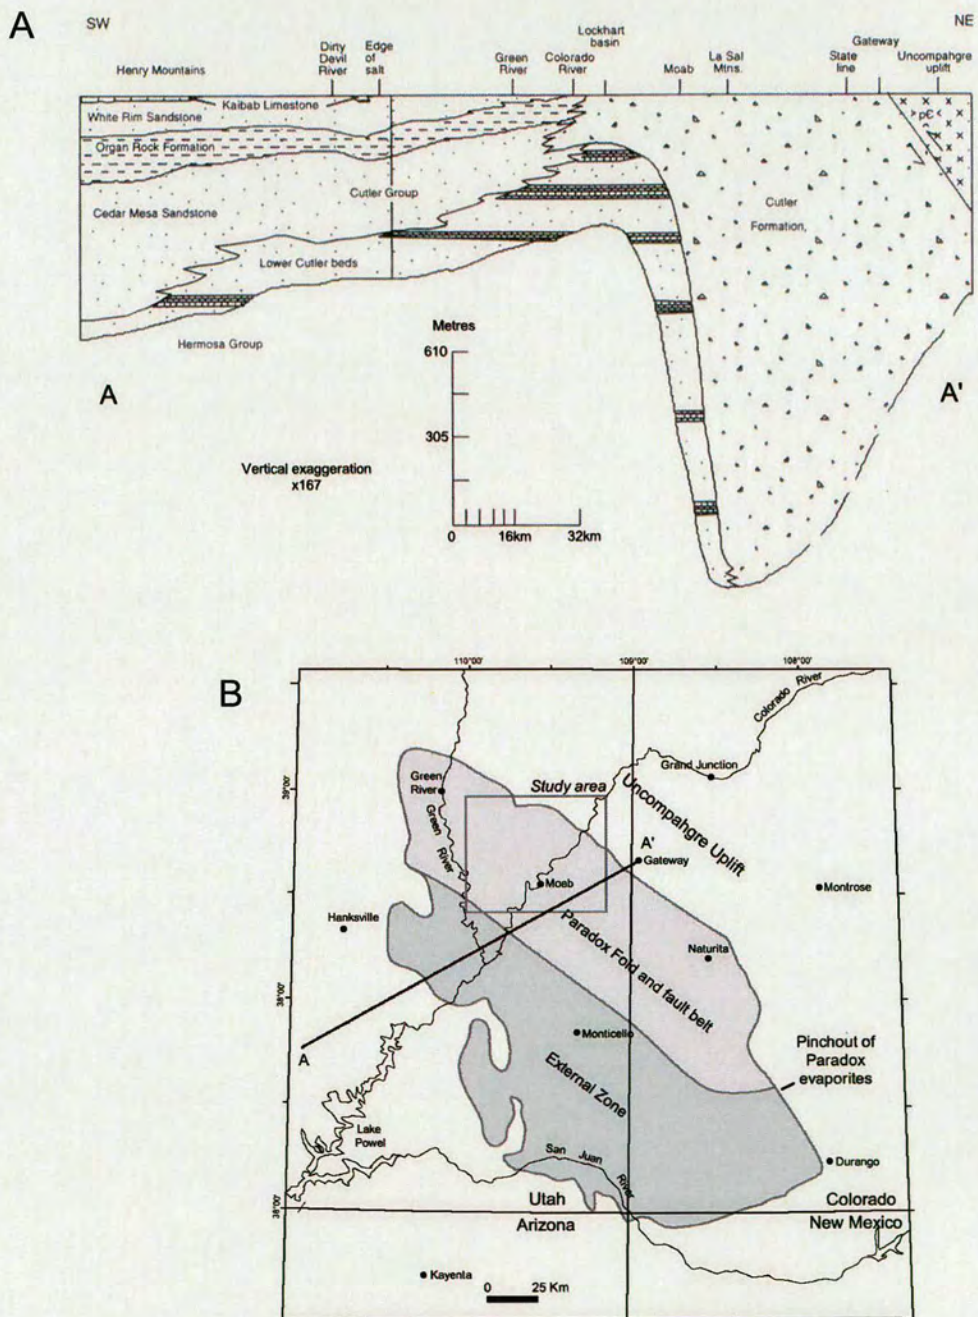 A
SW
NE
Henry Mountains
Dirty
Devil
River
Edge
of
salt
Green
River
Colorado
River
Lockhart
basin
Moab
La Sal
Mtns.
State
line
Gateway
Uncompahgre
uplift
Kaibab Limestone
White Rim Sandstone
Organ Rock Formation
Cutler Group
Cedar Mesa Sandstone
Lower Cutler beds
Hermosa Group
Cutler
Formation,
> pЄ <
A
A'
Metres
610
305
0
16km
32km
Vertical exaggeration
x167
B
110°00'
109°00'
108°00'
39°00'
38°00'
38°00'
Colorado River
Grand Junction
Green
River
Green River
Study area
Uncompahgre Uplift
A'
Gateway
Moab
Montrose
Hanksville
Paradox Fold and fault belt
Naturita
Monticello
A
External Zone
Pinchout of
Paradox
evaporites
Lake
Powel
San Juan River
Durango
Utah
Colorado
Arizona
New Mexico
Kayenta
0 25 Km